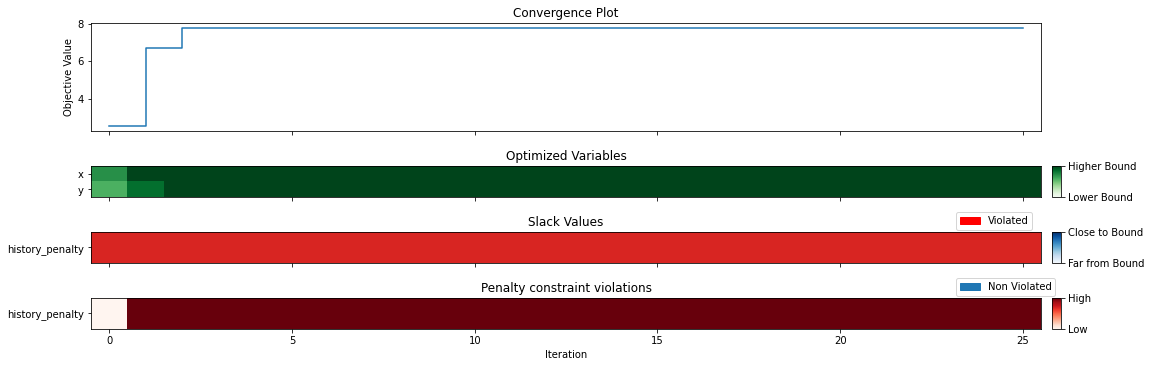 Convergence Plot
8
6
4
Objective Value
Optimized Variables
x
y
Higher Bound
Lower Bound
Slack Values
Violated
history_penalty
Close to Bound
Far from Bound
Penalty constraint violations
Non Violated
history_penalty
High
Low
0 5 10 15 20 25
Iteration